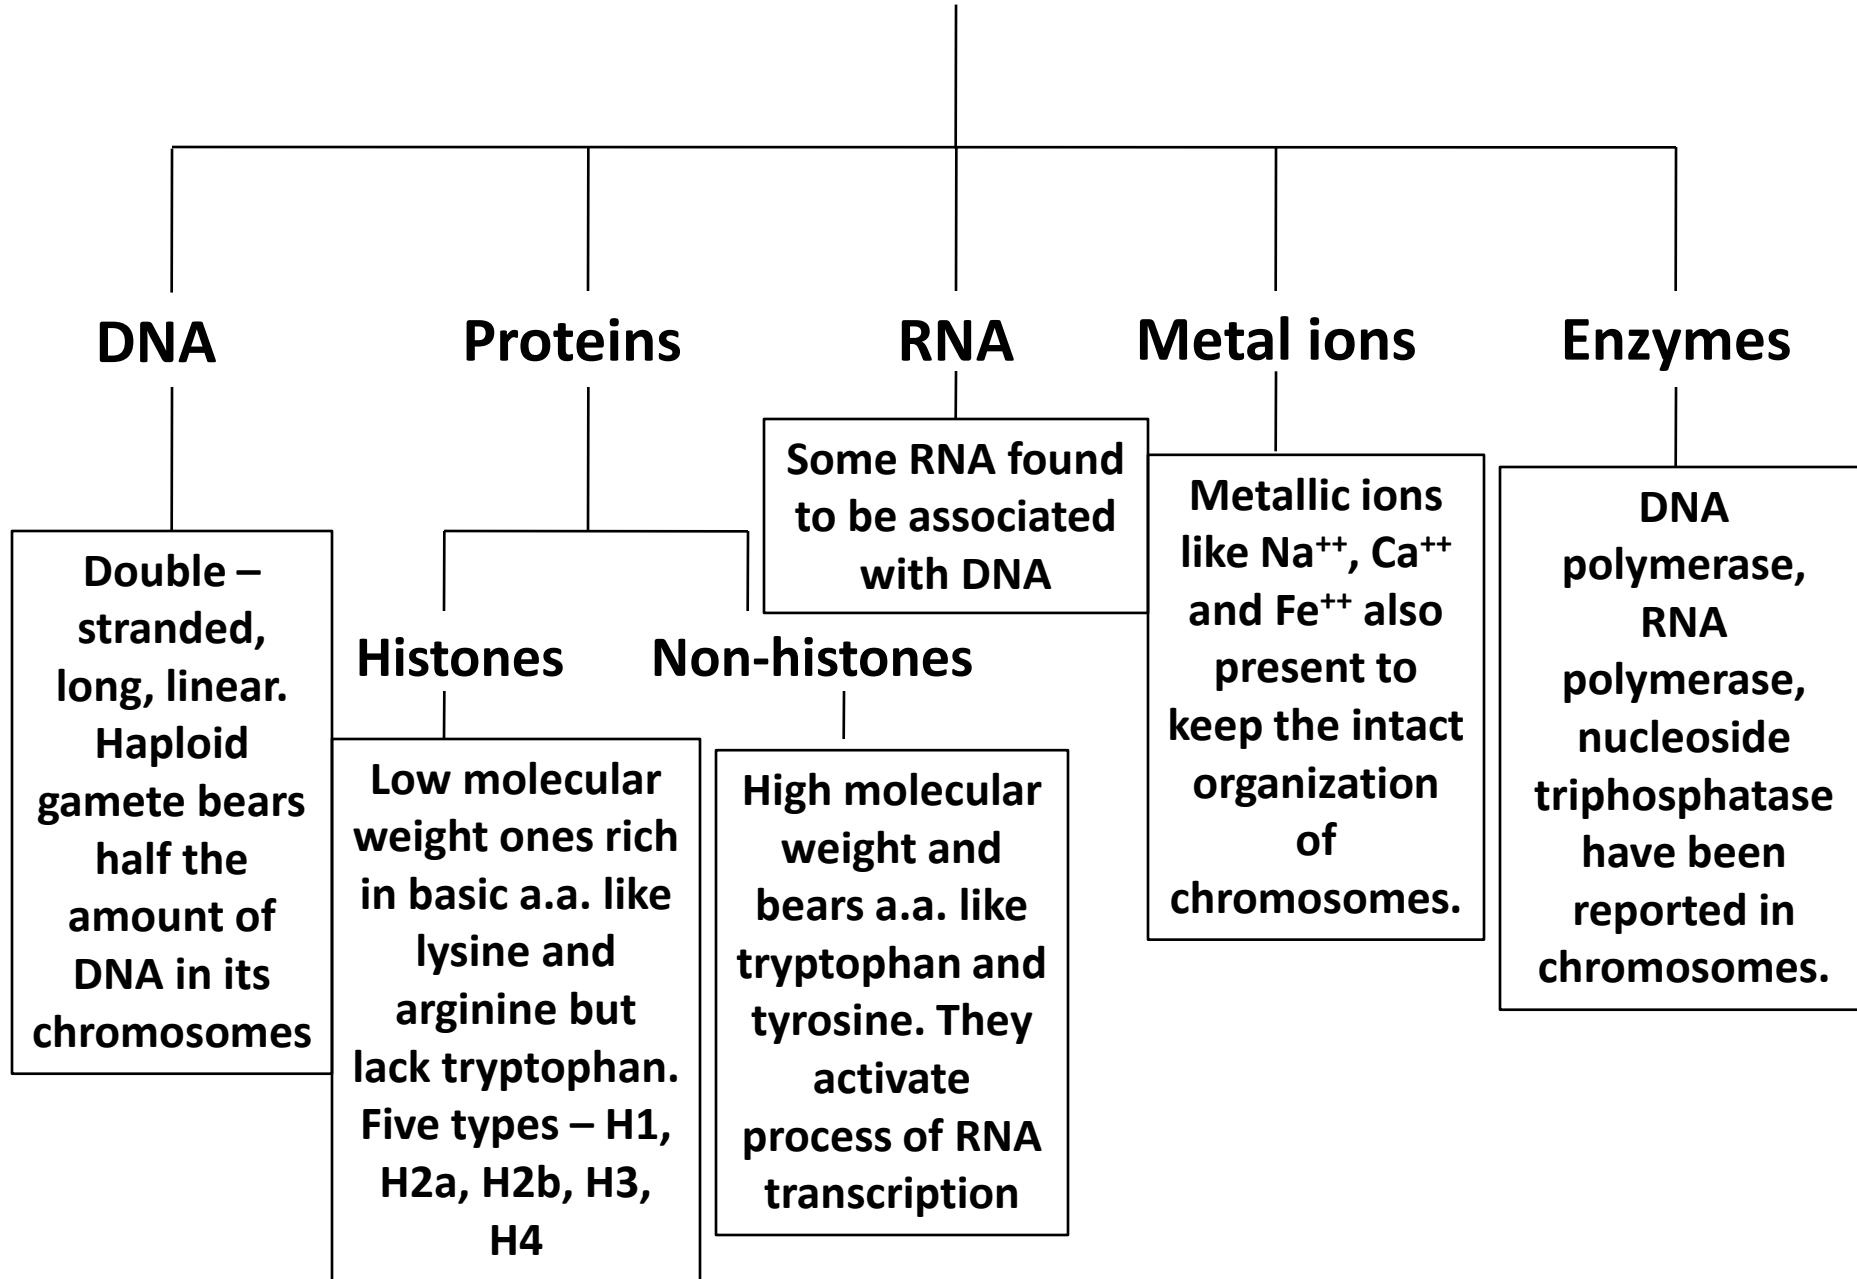 DNA
Proteins
RNA
Metal ions
Enzymes
Double –
stranded,
long, linear.
Haploid
gamete bears
half the
amount of
DNA in its
chromosomes
Histones
Low molecular
weight ones rich
in basic a.a. like
lysine and
arginine but
lack tryptophan.
Five types – H1,
H2a, H2b, H3,
H4
Non-histones
High molecular
weight and
bears a.a. like
tryptophan and
tyrosine. They
activate
process of RNA
transcription
Some RNA found
to be associated
with DNA
Metallic ions
like Na⁺⁺, Ca⁺⁺
and Fe⁺⁺ also
present to
keep the intact
organization
of
chromosomes.
DNA
polymerase,
RNA
polymerase,
nucleoside
triphosphatase
have been
reported in
chromosomes.